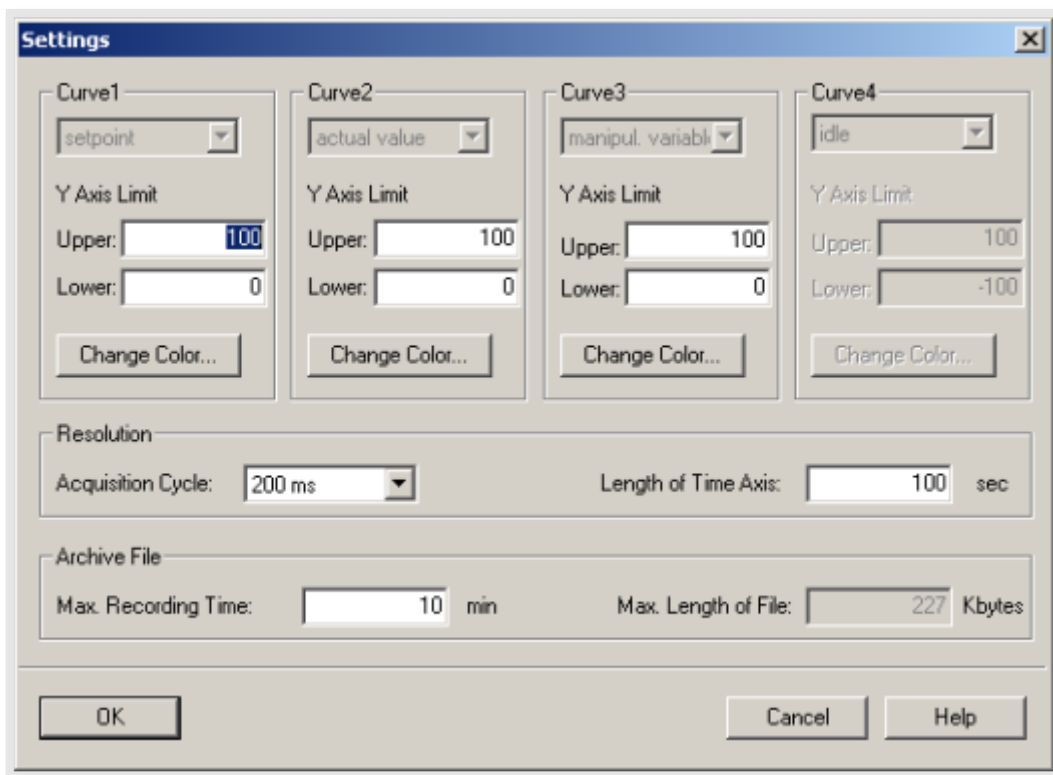 Settings
Curve1
setpoint
Y Axis Limit
Upper: 100
Lower: 0
Change Color...
Curve2
actual value
Y Axis Limit
Upper: 100
Lower: 0
Change Color...
Curve3
manipul. variabl
Y Axis Limit
Upper: 100
Lower: 0
Change Color...
Curve4
idle
Y Axis Limit
Upper: 100
Lower: -100
Change Color...
Resolution
Acquisition Cycle: 200 ms
Length of Time Axis: 100 sec
Archive File
Max. Recording Time: 10 min
Max. Length of File: 227 Kbytes
OK
Cancel
Help